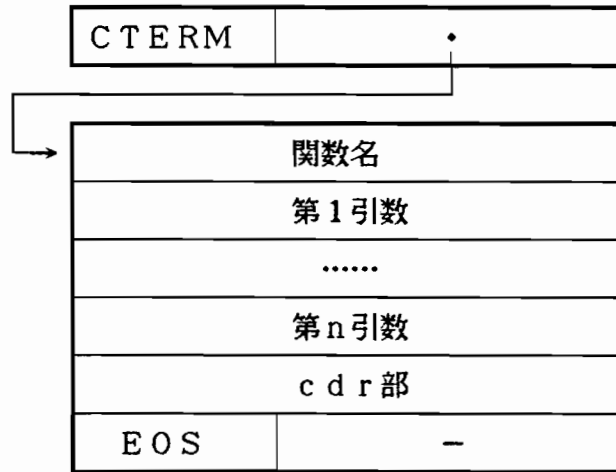 CTERM ・
関数名
第1引数
……
第n引数
cdr部
EOS −